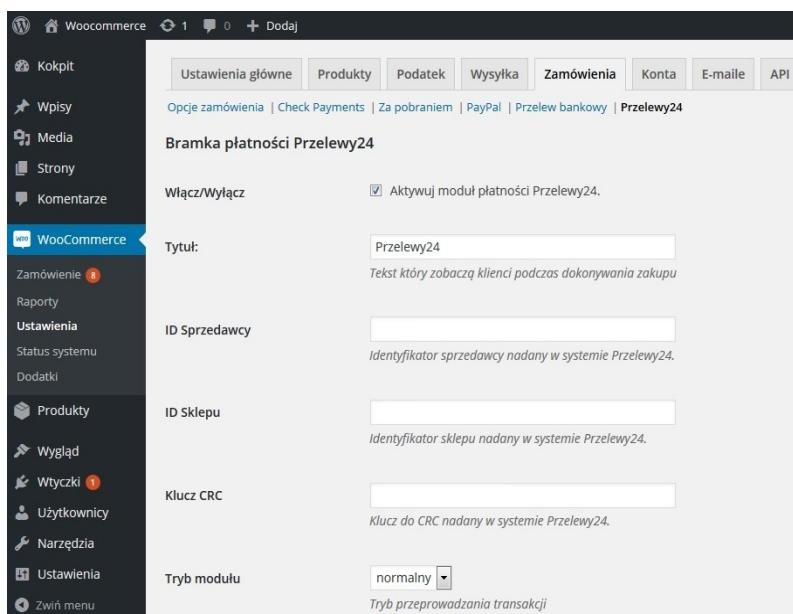 Woocommerce 1 0 + Dodaj
Kokpit
Wpisy
Media
Strony
Komentarze
WooCommerce
Zamówienie 8
Raporty
Ustawienia
Status systemu
Dodatki
Produkty
Wygląd
Wtyczki 1
Użytkownicy
Narzędzia
Ustawienia
Zwiń menu
Ustawienia główne Produkty Podatek Wysyłka Zamówienia Konta E-maile API
Opcje zamówienia | Check Payments | Za pobraniem | PayPal | Przelew bankowy | Przelewy24
Bramka płatności Przelewy24
Włącz/Wyłącz Aktywuj moduł płatności Przelewy24.
Tytuł: Przelewy24
Tekst który zobaczą klienci podczas dokonywania zakupu
ID Sprzedawcy
Identyfikator sprzedawcy nadany w systemie Przelewy24.
ID Sklepu
Identyfikator sklepu nadany w systemie Przelewy24.
Klucz CRC
Klucz do CRC nadany w systemie Przelewy24.
Tryb modułu normalny
Tryb przeprowadzania transakcji